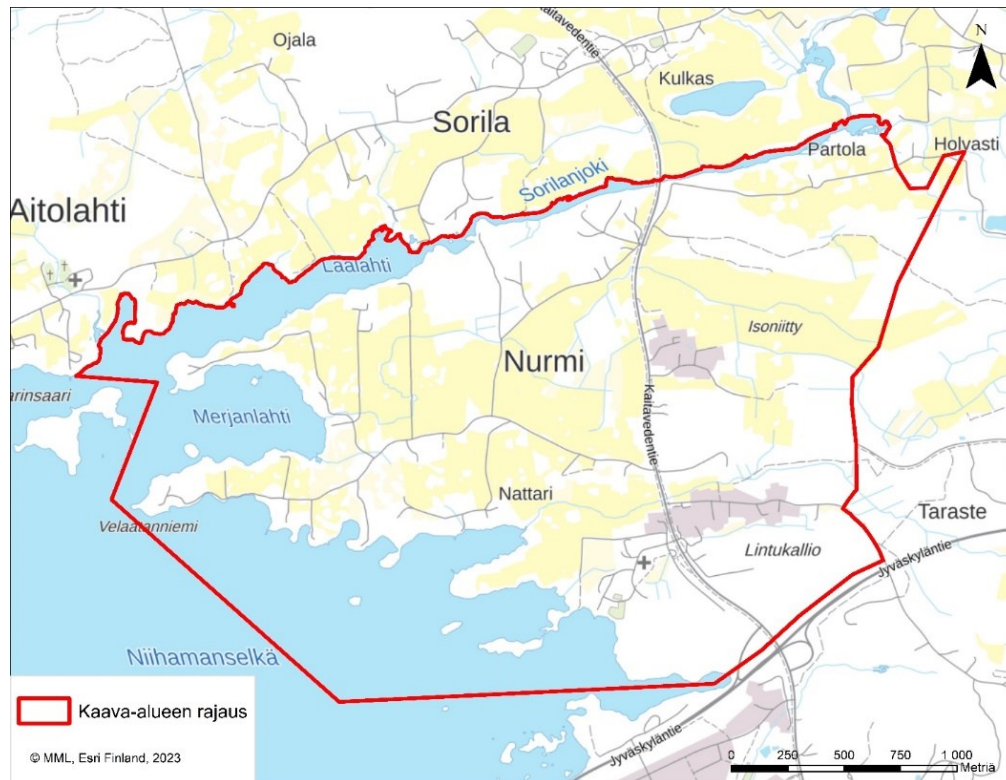 Ojala
Kaitavedentie
Kulkas
N
Sorila
Partola
Holvasti
Sorilanjoki
Aitolahti
Laalahti
Isoniitty
Nurmi
arinsaari
Merjanlahti
Kaitavedentie
Nattari
Velaatanniemi
Taraste
Lintukallio
Jyväskyläntie
Niihamanselkä
Kaava-alueen rajaus
Jyväskyläntie
© MML, Esri Finland, 2023
0 250 500 750 1 000
Metriä